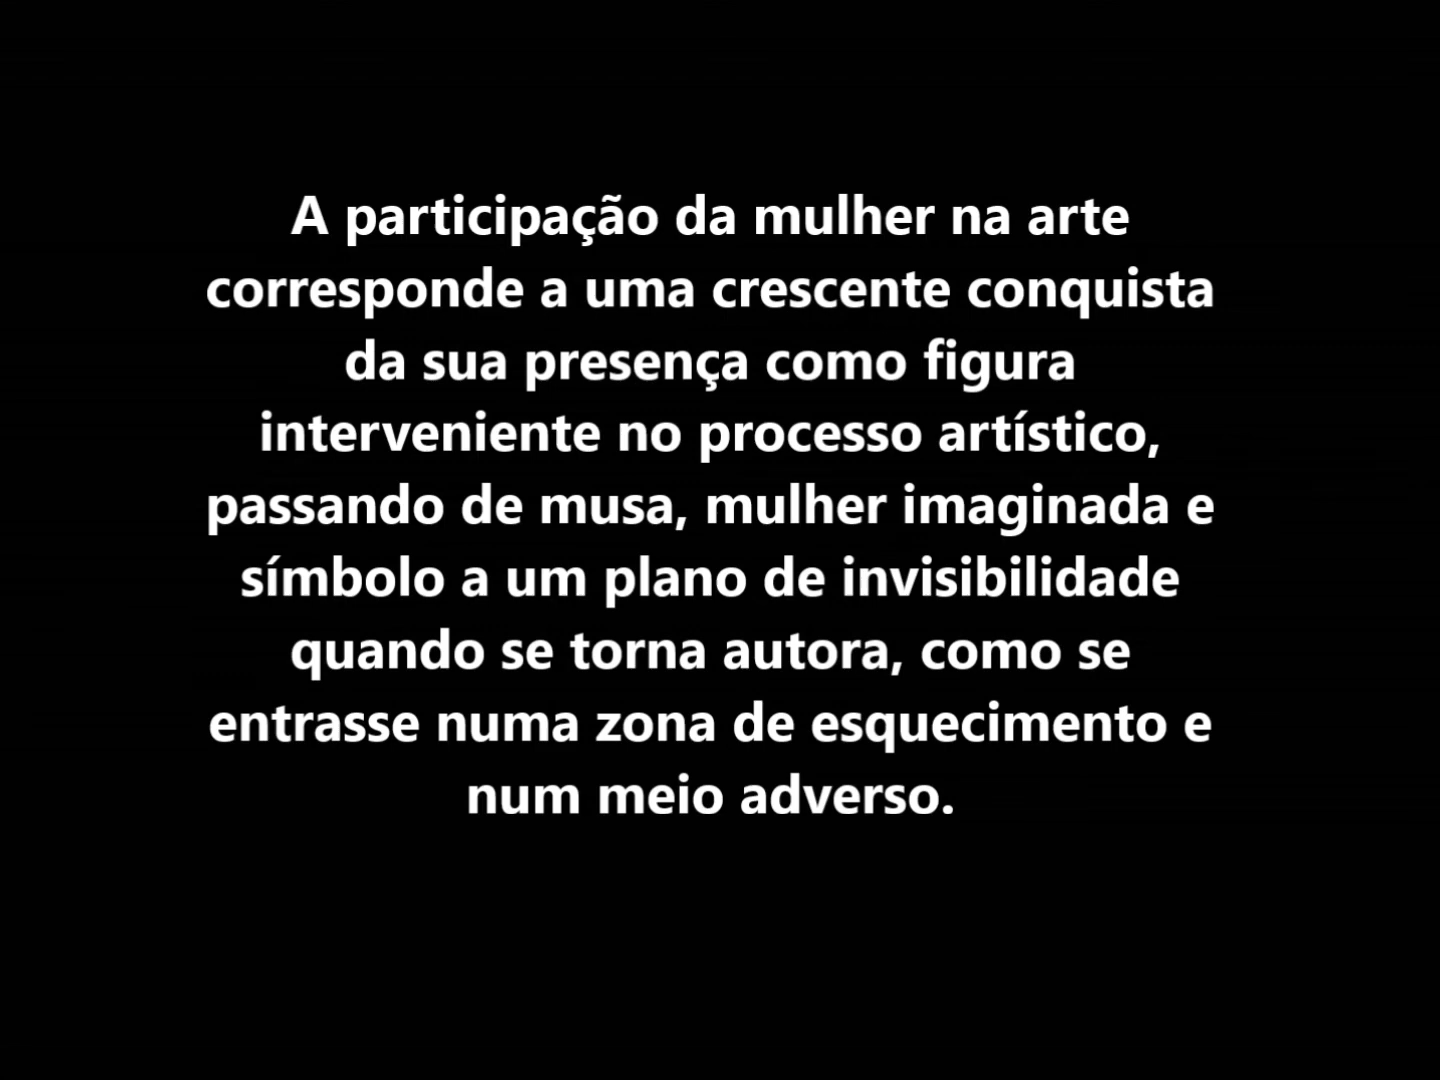 A participação da mulher na arte
corresponde a uma crescente conquista
da sua presença como figura
interveniente no processo artístico,
passando de musa, mulher imaginada e
símbolo a um plano de invisibilidade
quando se torna autora, como se
entrasse numa zona de esquecimento e
num meio adverso.